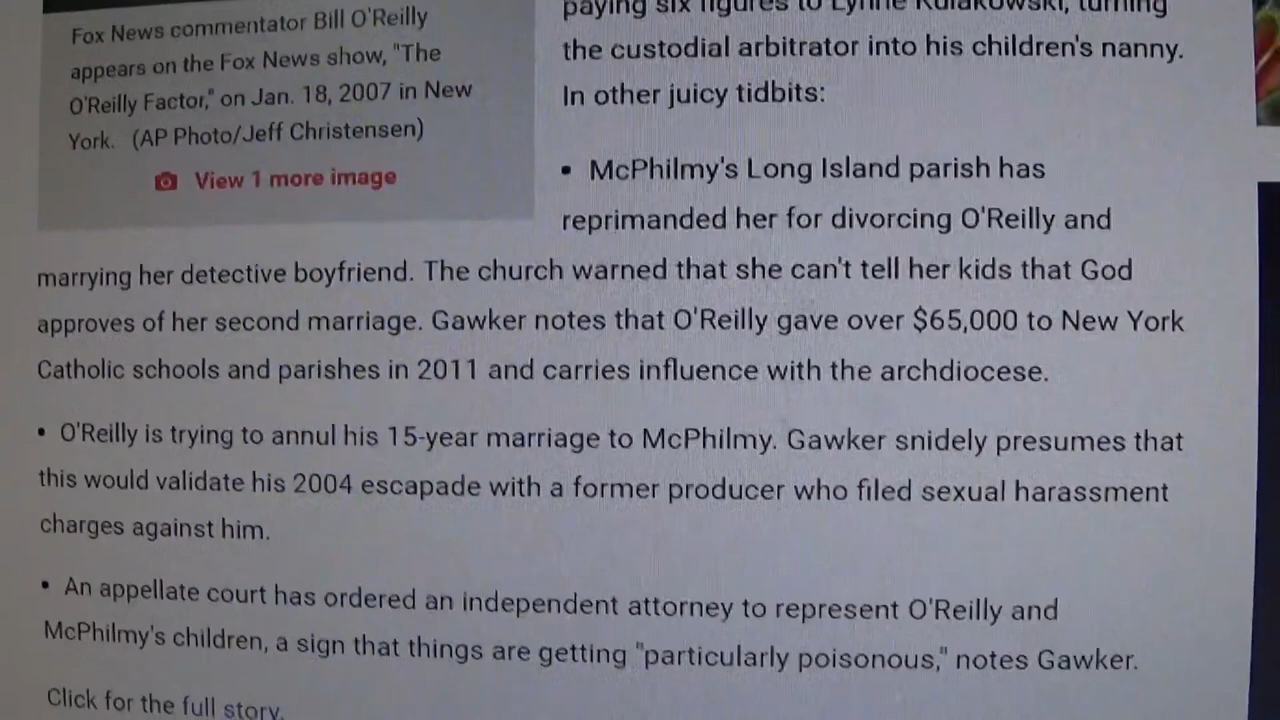 Fox News commentator Bill O'Reilly
appears on the Fox News show, "The
O'Reilly Factor," on Jan. 18, 2007 in New
York. (AP Photo/Jeff Christensen)
View 1 more image
paying six figures to Lynne Kulakowski, turning
the custodial arbitrator into his children's nanny.
In other juicy tidbits:
• McPhilmy's Long Island parish has
reprimanded her for divorcing O'Reilly and
marrying her detective boyfriend. The church warned that she can't tell her kids that God
approves of her second marriage. Gawker notes that O'Reilly gave over $65,000 to New York
Catholic schools and parishes in 2011 and carries influence with the archdiocese.
• O'Reilly is trying to annul his 15-year marriage to McPhilmy. Gawker snidely presumes that
this would validate his 2004 escapade with a former producer who filed sexual harassment
charges against him.
• An appellate court has ordered an independent attorney to represent O'Reilly and
McPhilmy's children, a sign that things are getting "particularly poisonous," notes Gawker.
Click for the full story.